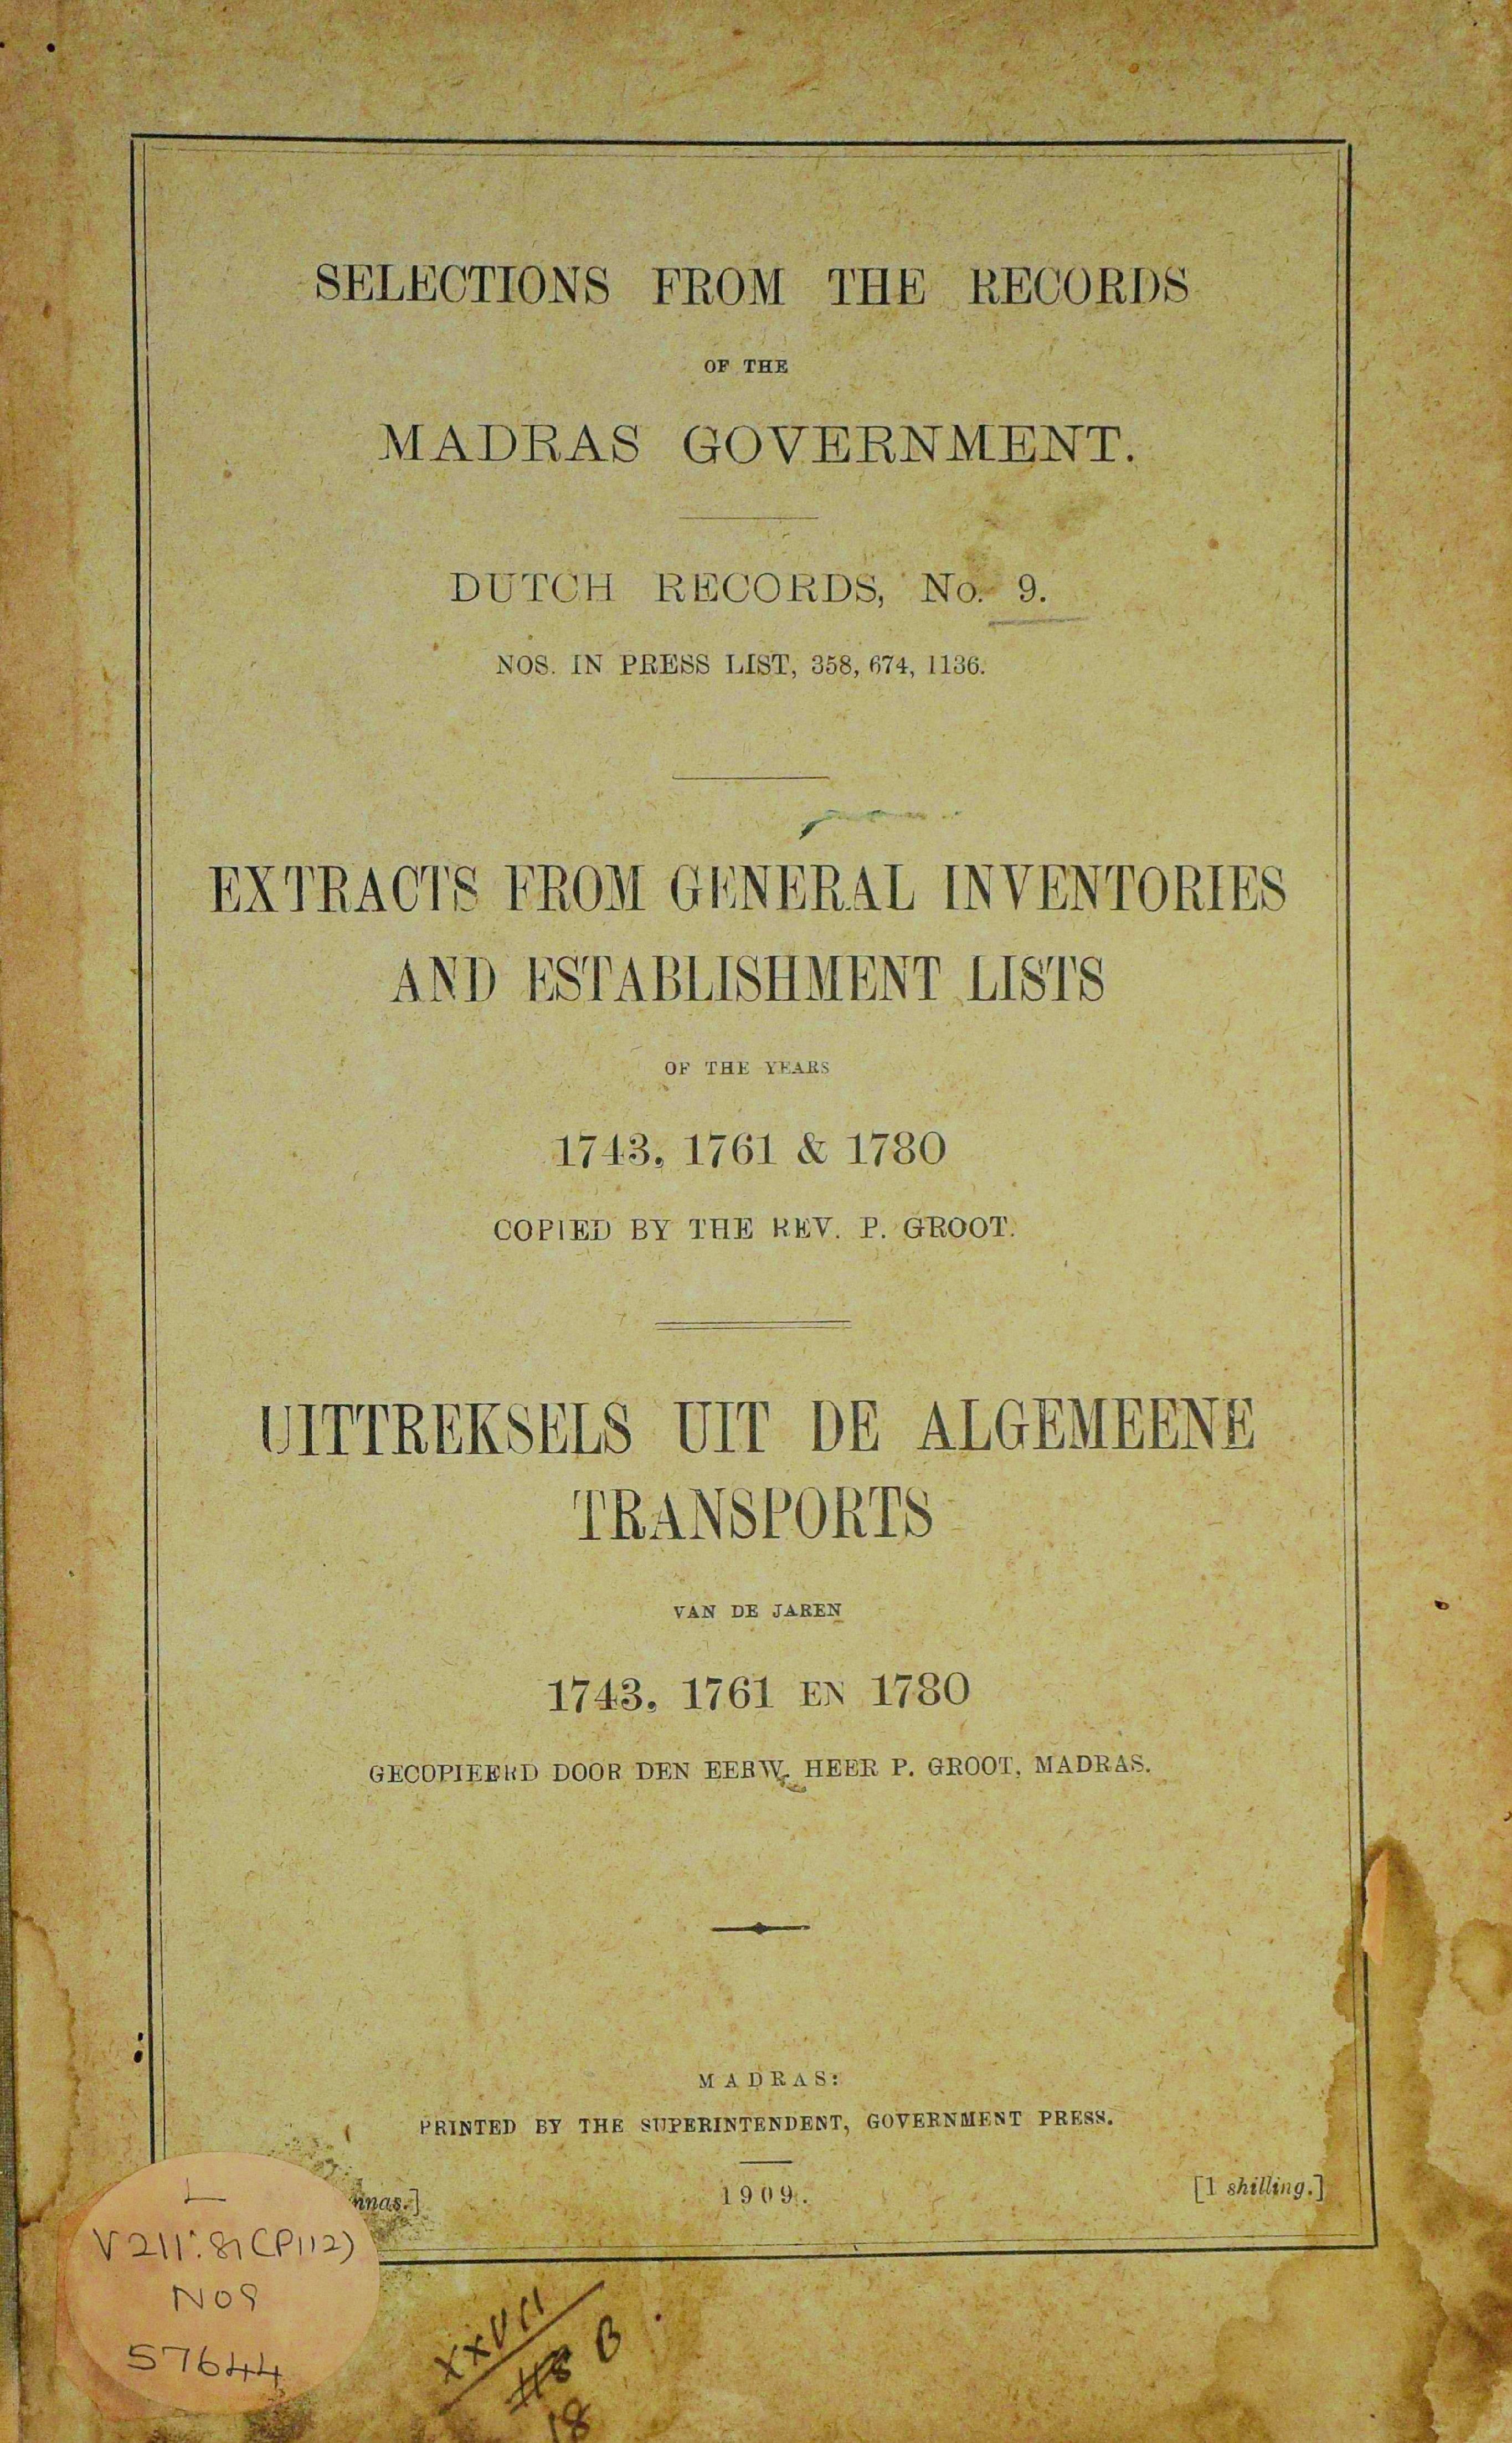 SELECTIONS FROM THE RECORDS
OF THE
MADRAS GOVERNMENT.
DUTCH RECORDS, No. 9.
NOS. IN PRESS LIST, 358, 674, 1136.
EXTRACTS FROM GENERAL INVENTORIES
AND ESTABLISHMENT LISTS
OF THE YEARS
1743, 1761 & 1780
COPIED BY THE REV. P. GROOT.
UITTREKSELS UIT DE ALGEMEENE
TRANSPORTS
VAN DE JAREN
1743, 1761 EN 1780
GECOPIEERD DOOR DEN EERW. HEER P. GROOT, MADRAS.
MADRAS:
PRINTED BY THE SUPERINTENDENT, GOVERNMENT PRESS.
nnas.] 1909. [1 shilling.]
L
V211:81(P112)
N09
57644
XXVII
B
18